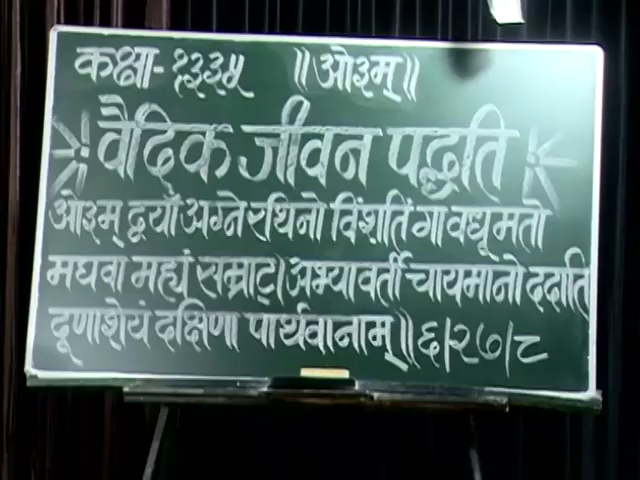 कक्षा- १३३५ ॥ओ३म्॥
वैदिक जीवन पद्धति
ओ३म् द्वयाँ अग्ने रथिनो विंशतिं गा वधूमतो
मघवा मह्यं सम्राट्। अभ्यावर्ती चायमानो ददाति
दूणाशेयं दक्षिणा पार्थवानाम्॥६/२७/८